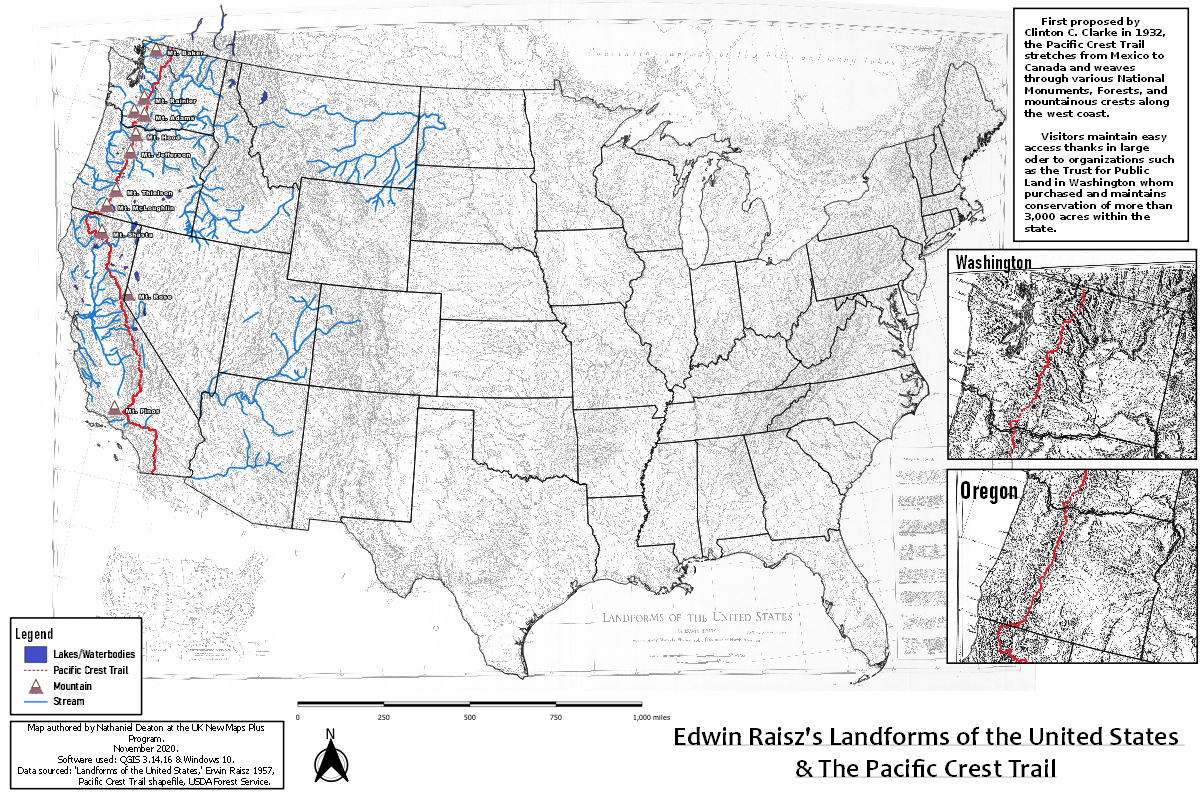 First proposed by
Clinton C. Clarke in 1932,
the Pacific Crest Trail
stretches from Mexico to
Canada and weaves
through various National
Monuments, Forests, and
mountainous crests along
the west coast.
Visitors maintain easy
access thanks in large
oder to organizations such
as the Trust for Public
Land in Washington whom
purchased and maintains
conservation of more than
3,000 acres within the
state.
Mt. Baker
Mt. Rainier
Mt. Adams
Mt. Hood
Mt. Jefferson
Mt. Thielson
Mt. McLoughlin
Mt. Shasta
Mt. Rose
Mt. Pinos
Washington
Oregon
LANDFORMS OF THE UNITED STATES
Legend
Lakes/Waterbodies
Pacific Crest Trail
Mountain
Stream
Map authored by Nathaniel Deaton at the UK New Maps Plus
Program.
November 2020.
Software used: QGIS 3.14.16 & Windows 10.
Data sourced: 'Landforms of the United States,' Erwin Raisz 1957,
Pacific Crest Trail shapefile, USDA Forest Service.
0 250 500 750 1,000 miles
N
Edwin Raisz's Landforms of the United States
& The Pacific Crest Trail